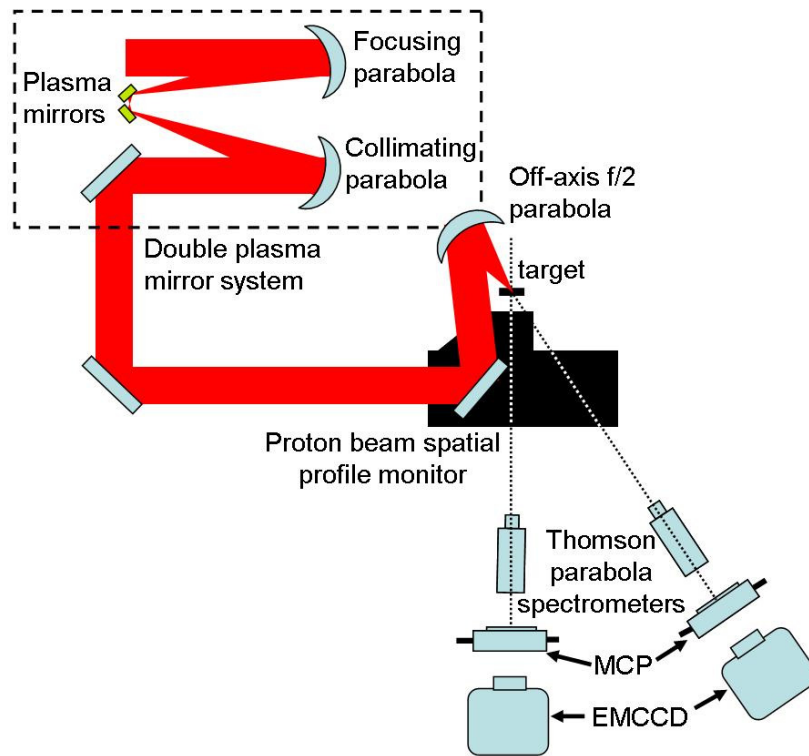 Focusing
parabola
Plasma
mirrors
Collimating
parabola
Off-axis f/2
parabola
Double plasma
mirror system
target
Proton beam spatial
profile monitor
Thomson
parabola
spectrometers
MCP
EMCCD